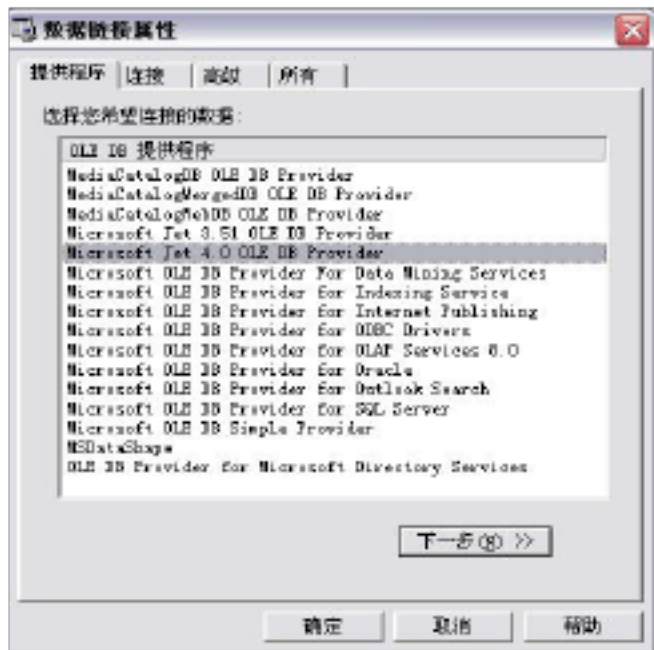 数据链接属性
提供程序 连接 高级 所有
选择您希望连接的数据:
OLE DB 提供程序
MediaCatalogDB OLE DB Provider
MediaCatalogMergedDB OLE DB Provider
MediaCatalogWebDB OLE DB Provider
Microsoft Jet 3.51 OLE DB Provider
Microsoft Jet 4.0 OLE DB Provider
Microsoft OLE DB Provider For Data Mining Services
Microsoft OLE DB Provider for Indexing Service
Microsoft OLE DB Provider for Internet Publishing
Microsoft OLE DB Provider for ODBC Drivers
Microsoft OLE DB Provider for OLAP Services 8.0
Microsoft OLE DB Provider for Oracle
Microsoft OLE DB Provider for Outlook Search
Microsoft OLE DB Provider for SQL Server
Microsoft OLE DB Simple Provider
MSDataShape
OLE DB Provider for Microsoft Directory Services
下一步(N) >>
确定 取消 帮助